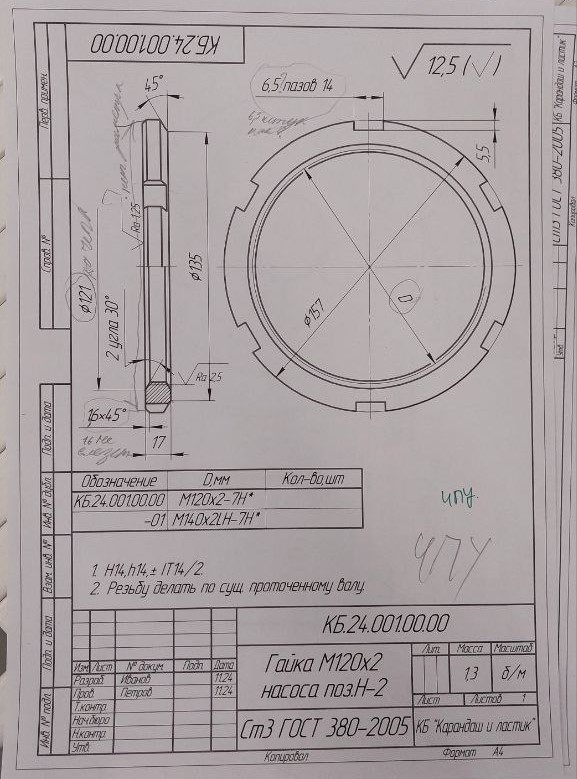 КБ.24.001.00.00
12,5 (√)
45°
6,5 пазов 14
5,5
Ra 1,25
⌀121
⌀135
⌀157
D
2 угла 30°
Ra 2,5
1,6×45°
17
Обозначение D,мм Кол-во,шт
КБ.24.001.00.00 М120х2-7Н*
-01 М140х2LH-7Н*
ЧПУ.
ЧПУ
1. Н14,h14,± IT14/2.
2. Резьбу делать по сущ. проточенному валу.
КБ.24.001.00.00
Гайка М120х2
насоса поз.Н-2
Лит. Масса Масштаб
1,3 б/м
Лист Листов 1
Изм. Лист № докум. Подп. Дата
Разраб. Иванов 11.24
Пров. Петров 11.24
Т.контр.
Нач.бюро
Н.контр.
Утв.
Ст3 ГОСТ 380-2005
КБ "Карандаш и ластик"
Копировал Формат А4
Перв. примен.
Справ. №
Подп. и дата
Инв. № дубл.
Взам. инв. №
Подп. и дата
Инв. № подл.
Ст3 ГОСТ 380-2005
КБ "Карандаш и ластик"
Копировал